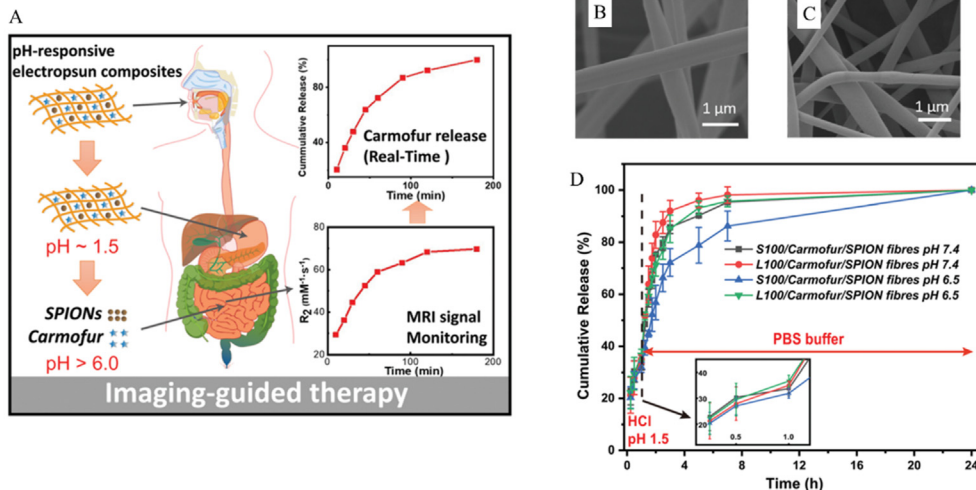 A
pH-responsive
electropsun composites
pH ~ 1.5
SPIONs
Carmofur
pH > 6.0
Cummulative Release (%)
80
40
Carmofur release
(Real-Time )
0
100
200
Time (min)
R2 (mM-1-s-1)
80
60
40
20
MRI signal
Monitoring
0
100
200
Time (min)
Imaging-guided therapy
B
1 µm
C
1 µm
D
Cumulative Release (%)
100
80
60
40
20
0
S100/Carmofur/SPION fibres pH 7.4
L100/Carmofur/SPION fibres pH 7.4
S100/Carmofur/SPION fibres pH 6.5
L100/Carmofur/SPION fibres pH 6.5
PBS buffer
HCl
pH 1.5
40
30
20
0.5
1.0
0
4
8
12
16
20
24
Time (h)